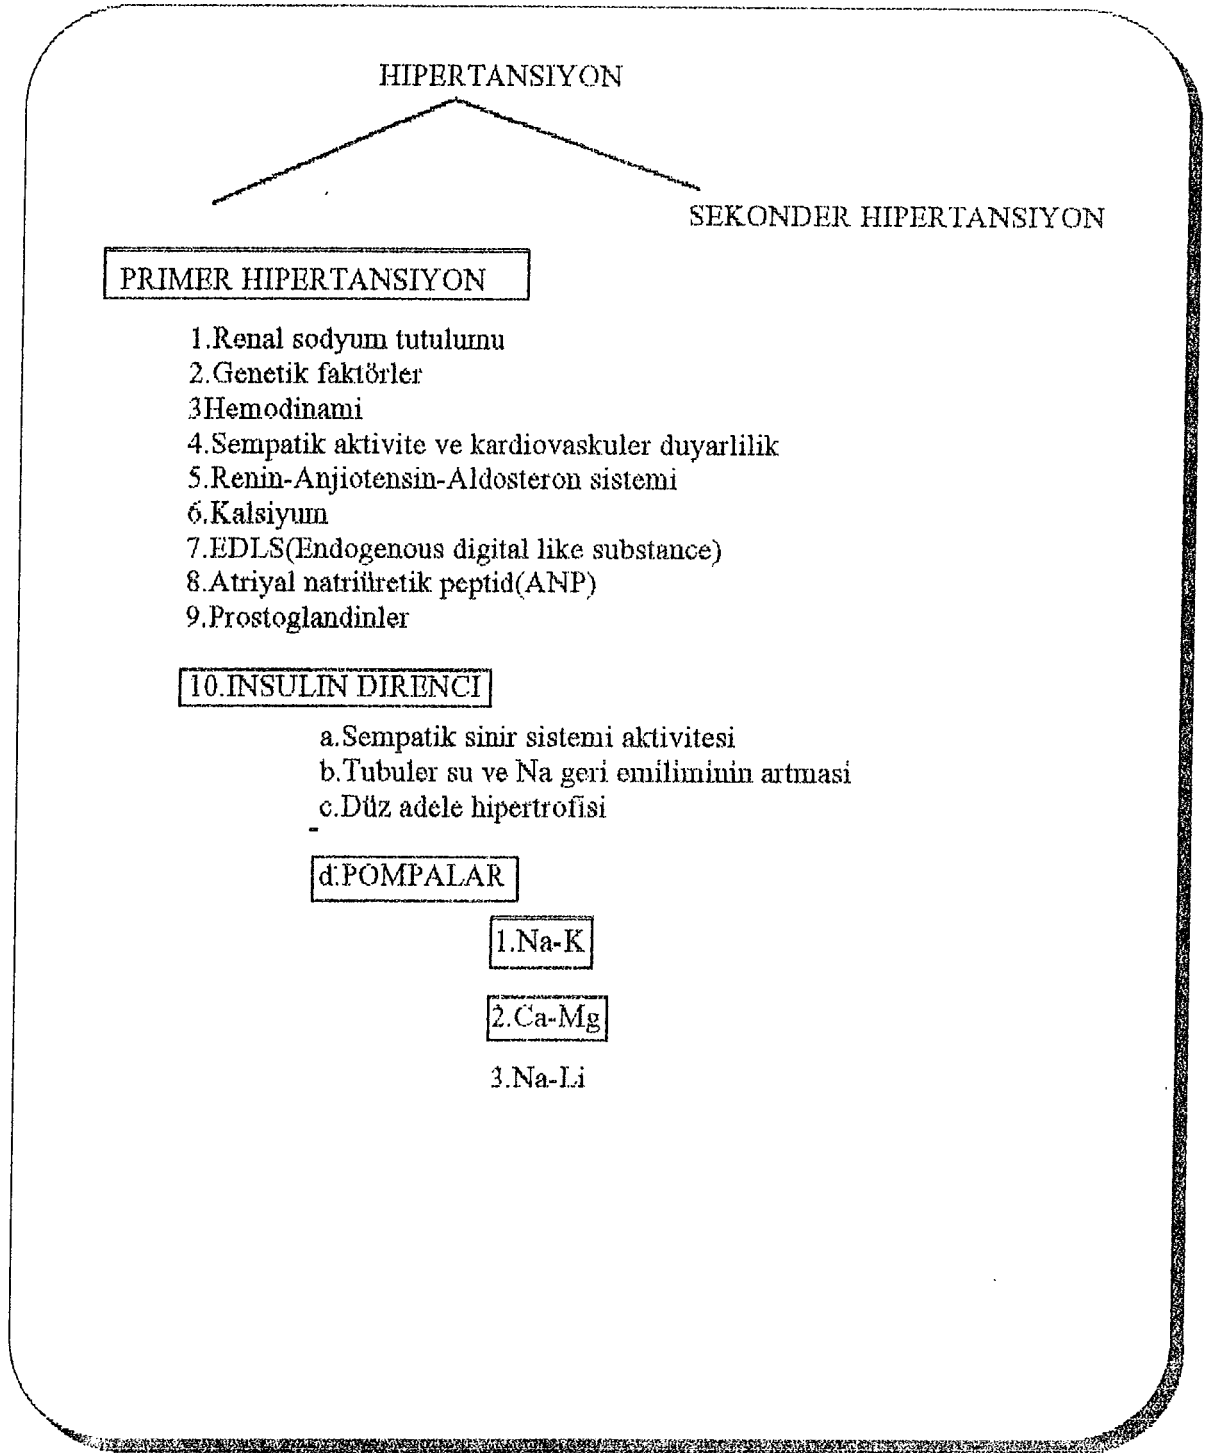 HIPERTANSIYON
SEKONDER HIPERTANSIYON
PRIMER HIPERTANSIYON
1.Renal sodyum tutulumu
2.Genetik faktörler
3Hemodinami
4.Sempatik aktivite ve kardiovaskuler duyarlilik
5.Renin-Anjiotensin-Aldosteron sistemi
6.Kalsiyum
7.EDLS(Endogenous digital like substance)
8.Atriyal natriüretik peptid(ANP)
9.Prostoglandinler
10.INSULIN DIRENCI
a.Sempatik sinir sistemi aktivitesi
b.Tubuler su ve Na geri emiliminin artmasi
c.Düz adele hipertrofisi
d.POMPALAR
1.Na-K
2.Ca-Mg
3.Na-Li